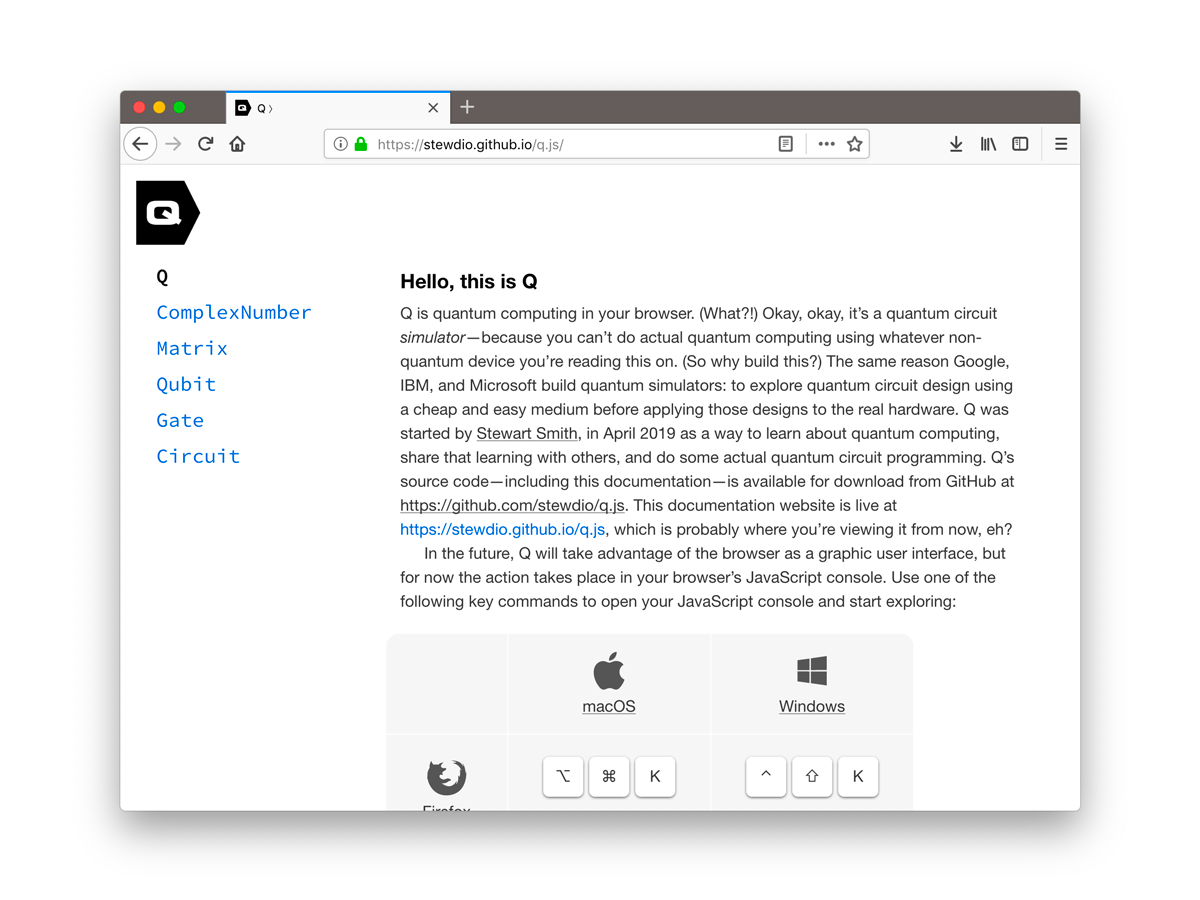 Q 〉
https://stewdio.github.io/q.js/
Q
Q
ComplexNumber
Matrix
Qubit
Gate
Circuit
Hello, this is Q
Q is quantum computing in your browser. (What?!) Okay, okay, it’s a quantum circuit
simulator—because you can’t do actual quantum computing using whatever non-
quantum device you’re reading this on. (So why build this?) The same reason Google,
IBM, and Microsoft build quantum simulators: to explore quantum circuit design using
a cheap and easy medium before applying those designs to the real hardware. Q was
started by Stewart Smith, in April 2019 as a way to learn about quantum computing,
share that learning with others, and do some actual quantum circuit programming. Q’s
source code—including this documentation—is available for download from GitHub at
https://github.com/stewdio/q.js. This documentation website is live at
https://stewdio.github.io/q.js, which is probably where you’re viewing it from now, eh?
In the future, Q will take advantage of the browser as a graphic user interface, but
for now the action takes place in your browser’s JavaScript console. Use one of the
following key commands to open your JavaScript console and start exploring:
macOS Windows
⌥ ⌘ K ^ ⇧ K
Firefox